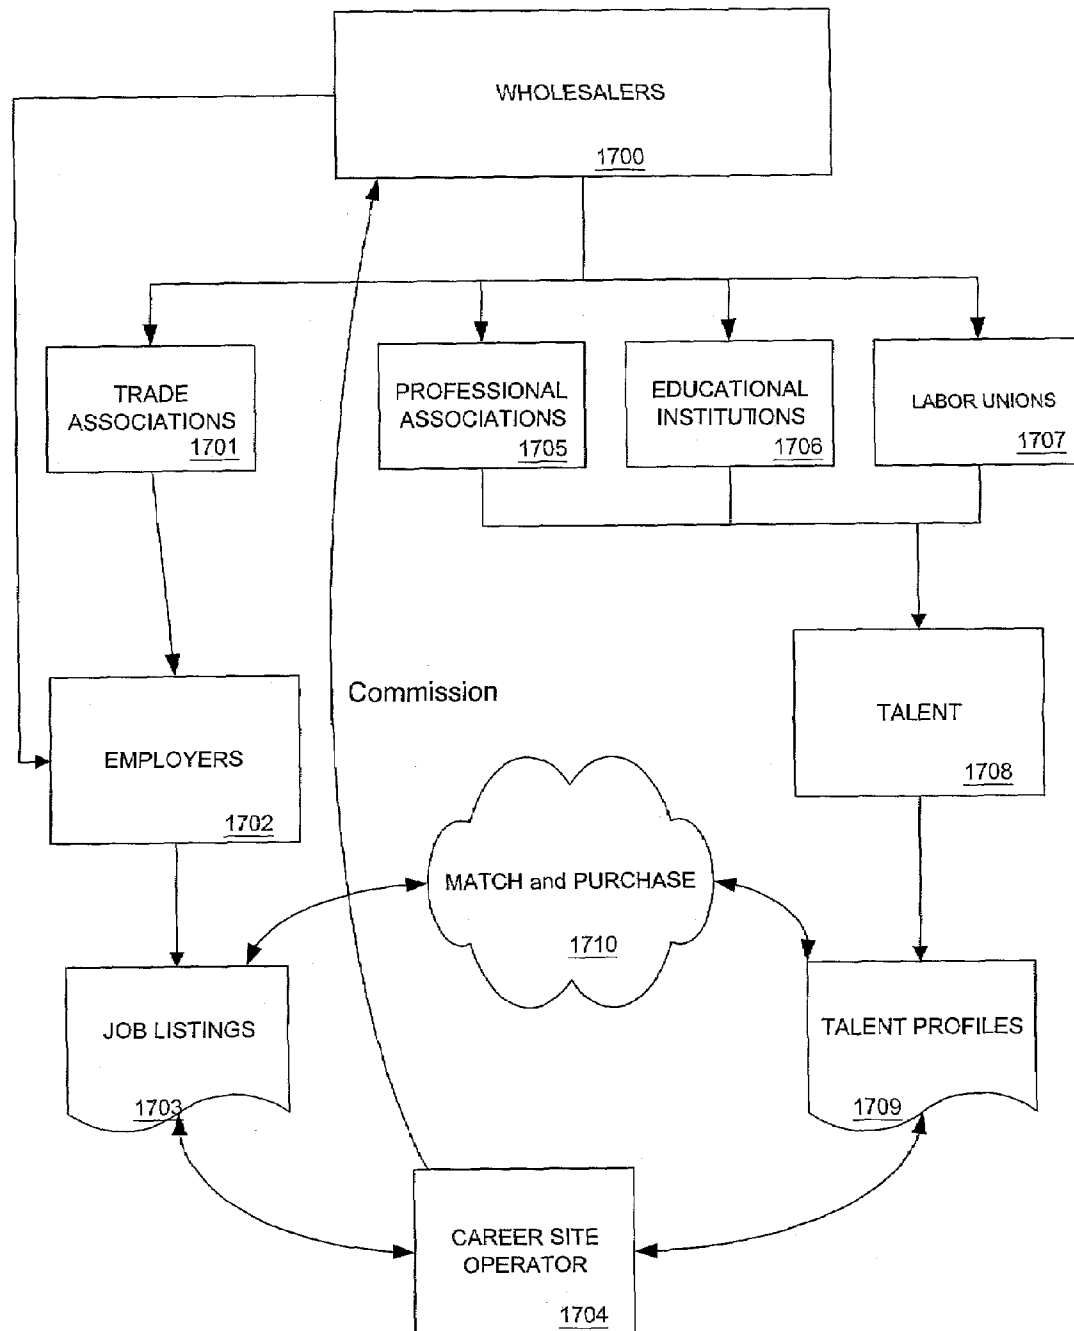 WHOLESALERS
1700
TRADE
ASSOCIATIONS
1701
PROFESSIONAL
ASSOCIATIONS
1705
EDUCATIONAL
INSTITUTIONS
1706
LABOR UNIONS
1707
Commission
EMPLOYERS
1702
TALENT
1708
MATCH and PURCHASE
1710
JOB LISTINGS
1703
TALENT PROFILES
1709
CAREER SITE
OPERATOR
1704